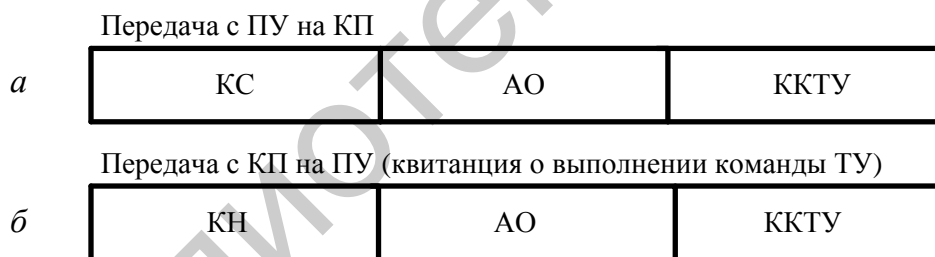 Передача с ПУ на КП
а КС АО ККТУ
Передача с КП на ПУ (квитанция о выполнении команды ТУ)
б КН АО ККТУ